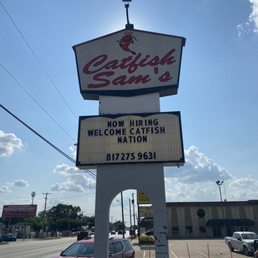 Catfish
Sam's
NOW HIRING
WELCOME CATFISH
NATION
817 275 9631